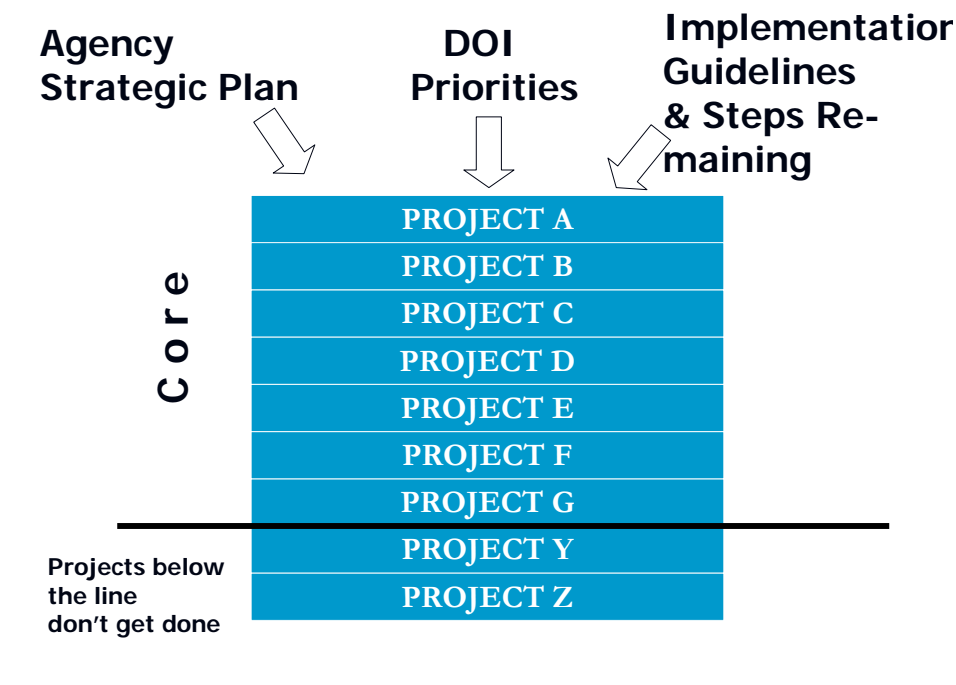 Agency
Strategic Plan
DOI
Priorities
Implementation
Guidelines
& Steps Re-
maining
Core
PROJECT A
PROJECT B
PROJECT C
PROJECT D
PROJECT E
PROJECT F
PROJECT G
PROJECT Y
PROJECT Z
Projects below
the line
don't get done